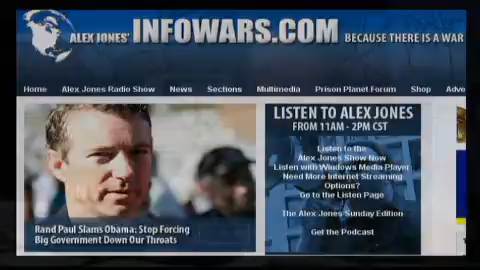 ALEX JONES' INFOWARS.COM BECAUSE THERE IS A WAR
Home Alex Jones Radio Show News Sections Multimedia Prison Planet Forum Shop Adve
LISTEN TO ALEX JONES
FROM 11AM - 2PM CST
Listen to the
Alex Jones Show Now
Listen with Windows Media Player
Need More Internet Streaming
Options?
Go to the Listen Page
The Alex Jones Sunday Edition
Get the Podcast
Rand Paul Slams Obama: Stop Forcing
Big Government Down Our Throats